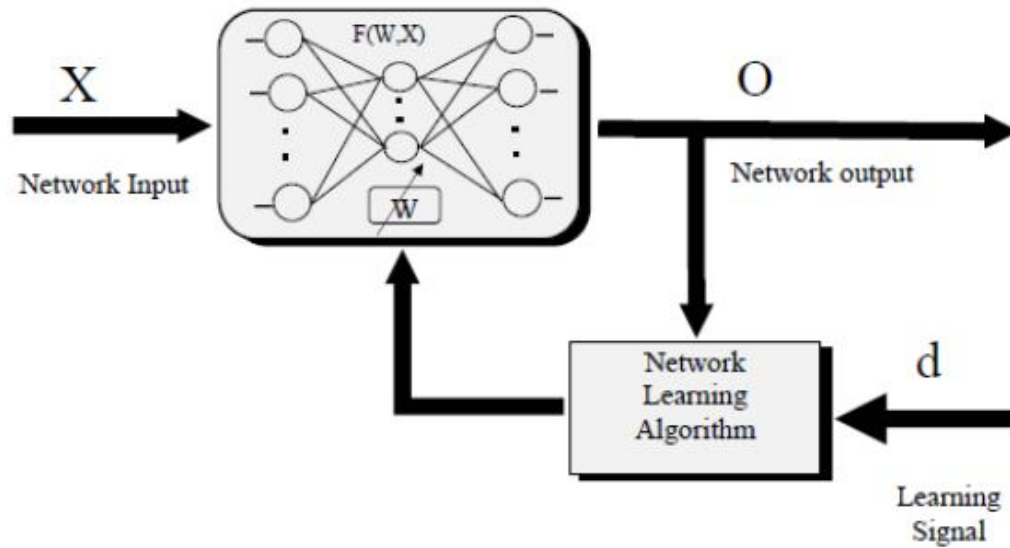 F(W,X)
X
O
Network Input
Network output
W
Network
Learning
Algorithm
d
Learning
Signal